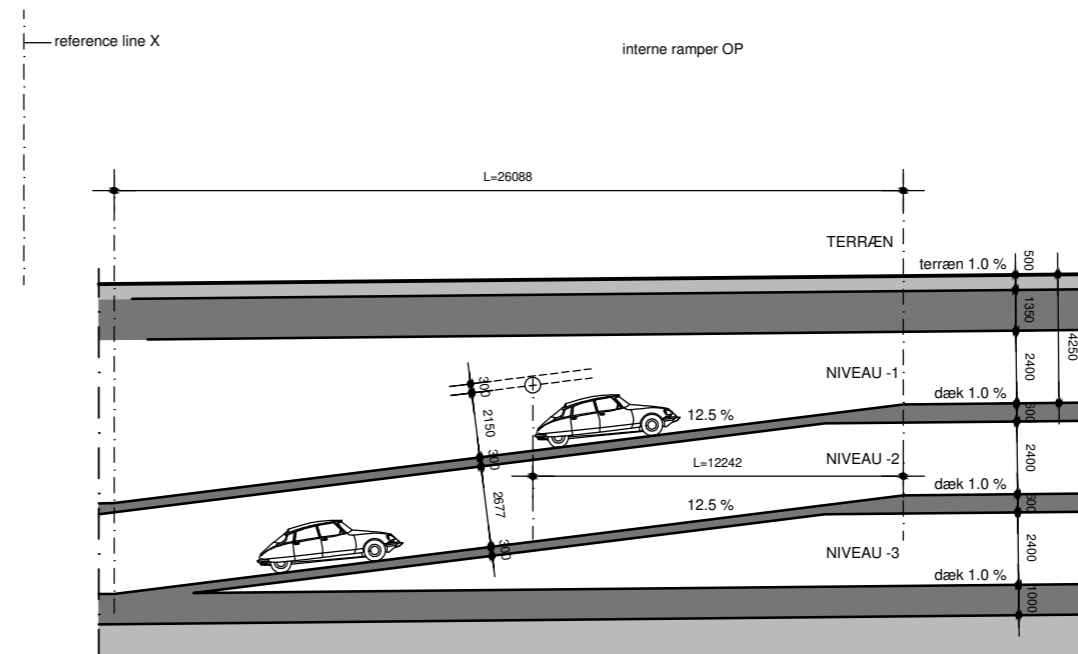 reference line X
interne ramper OP
L=26088
TERRÆN
terræn 1.0 %
500
1350
4250
2400
NIVEAU -1
dæk 1.0 %
600
300
2150
300
12.5 %
L=12242
NIVEAU -2
2400
2677
dæk 1.0 %
600
12.5 %
300
NIVEAU -3
2400
dæk 1.0 %
1000